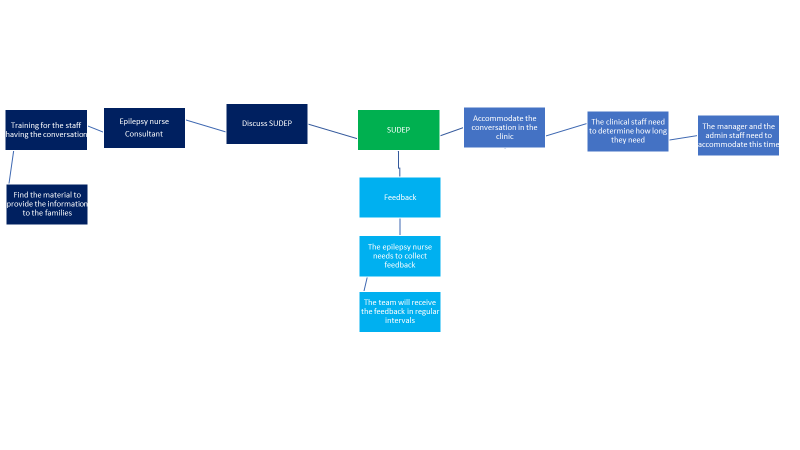 Training for the staff
having the conversation
Epilepsy nurse
Consultant
Discuss SUDEP
SUDEP
Accommodate the
conversation in the
clinic
The clinical staff need
to determine how long
they need
The manager and the
admin staff need to
accommodate this time
Find the material to
provide the information
to the families
Feedback
The epilepsy nurse
needs to collect
feedback
The team will receive
the feedback in regular
intervals